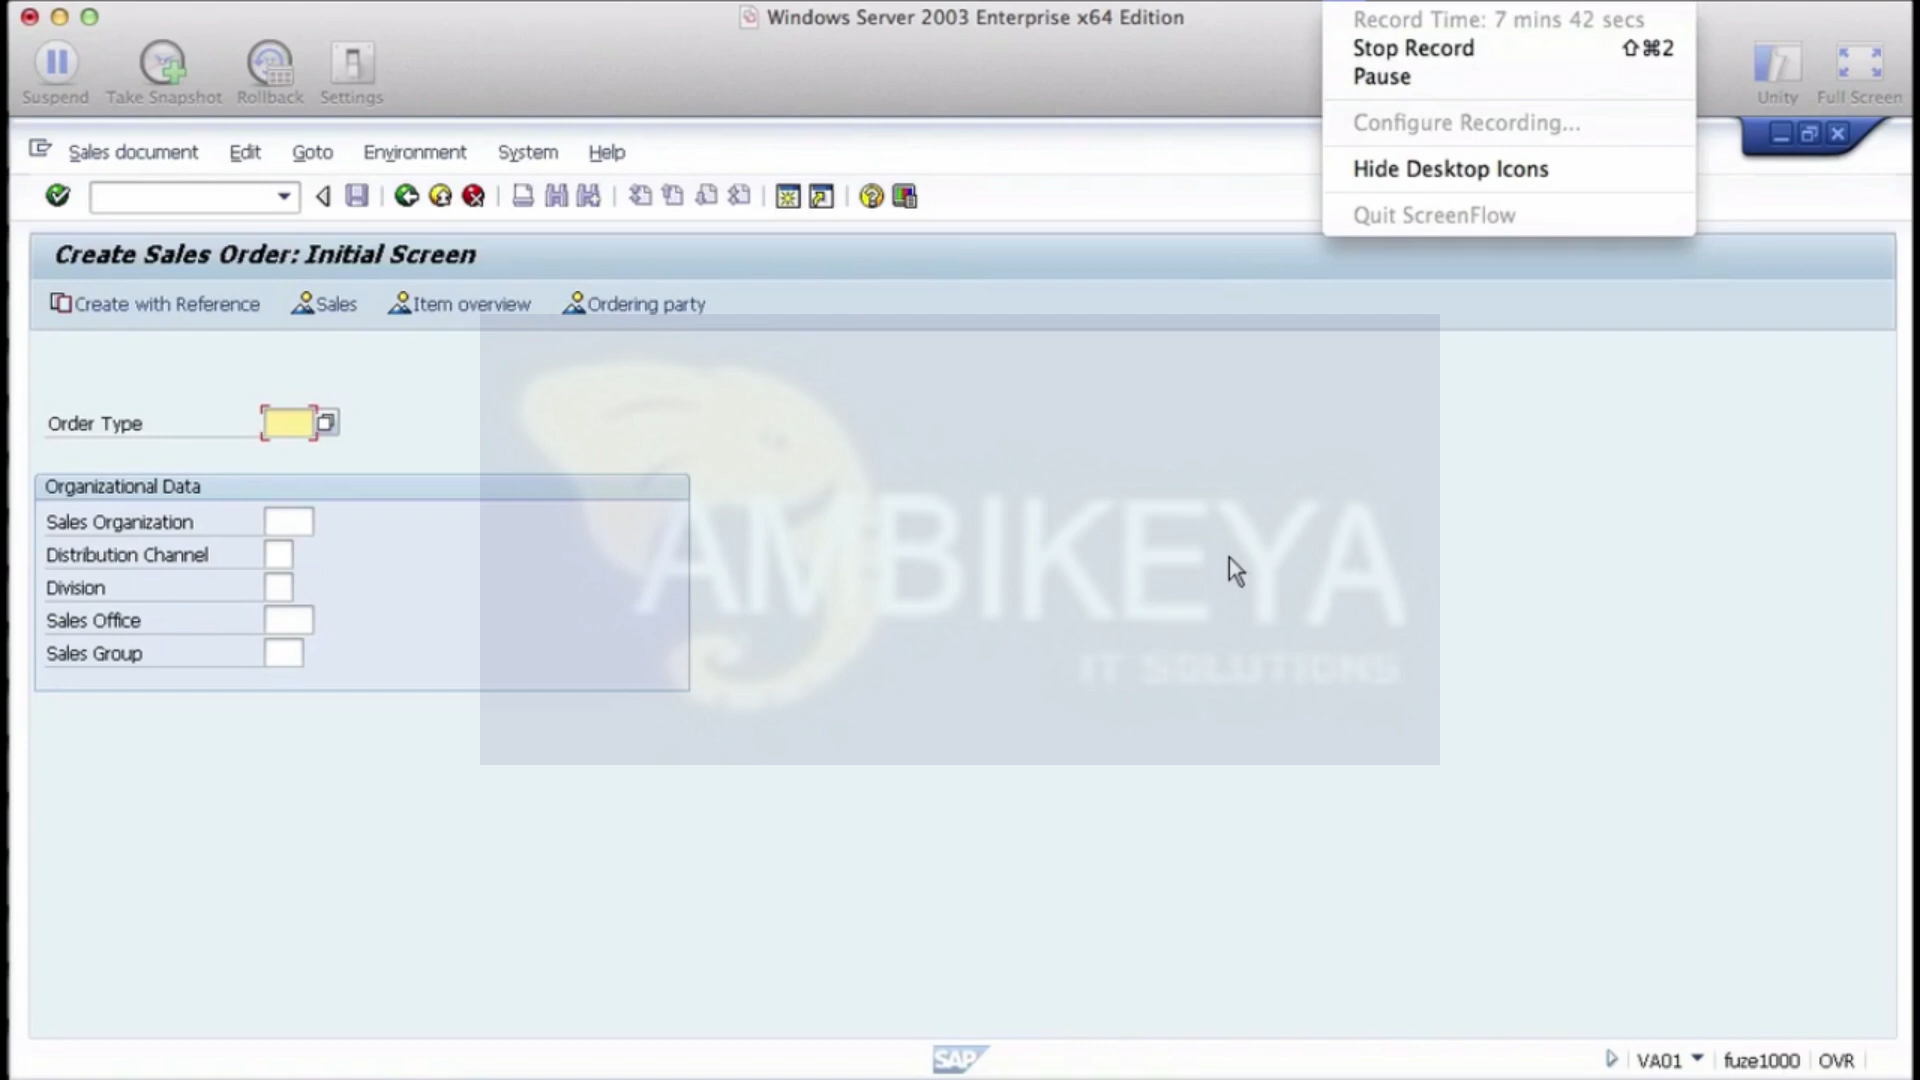 Windows Server 2003 Enterprise x64 Edition
Record Time: 7 mins 42 secs
Stop Record ⇧⌘2
Pause
Configure Recording...
Hide Desktop Icons
Quit ScreenFlow
Suspend Take Snapshot Rollback Settings
Unity Full Screen
Sales document Edit Goto Environment System Help
Create Sales Order: Initial Screen
Create with Reference Sales Item overview Ordering party
Order Type
Organizational Data
Sales Organization
Distribution Channel
Division
Sales Office
Sales Group
AMBIKEYA
IT SOLUTIONS
SAP
VA01 fuze1000 OVR